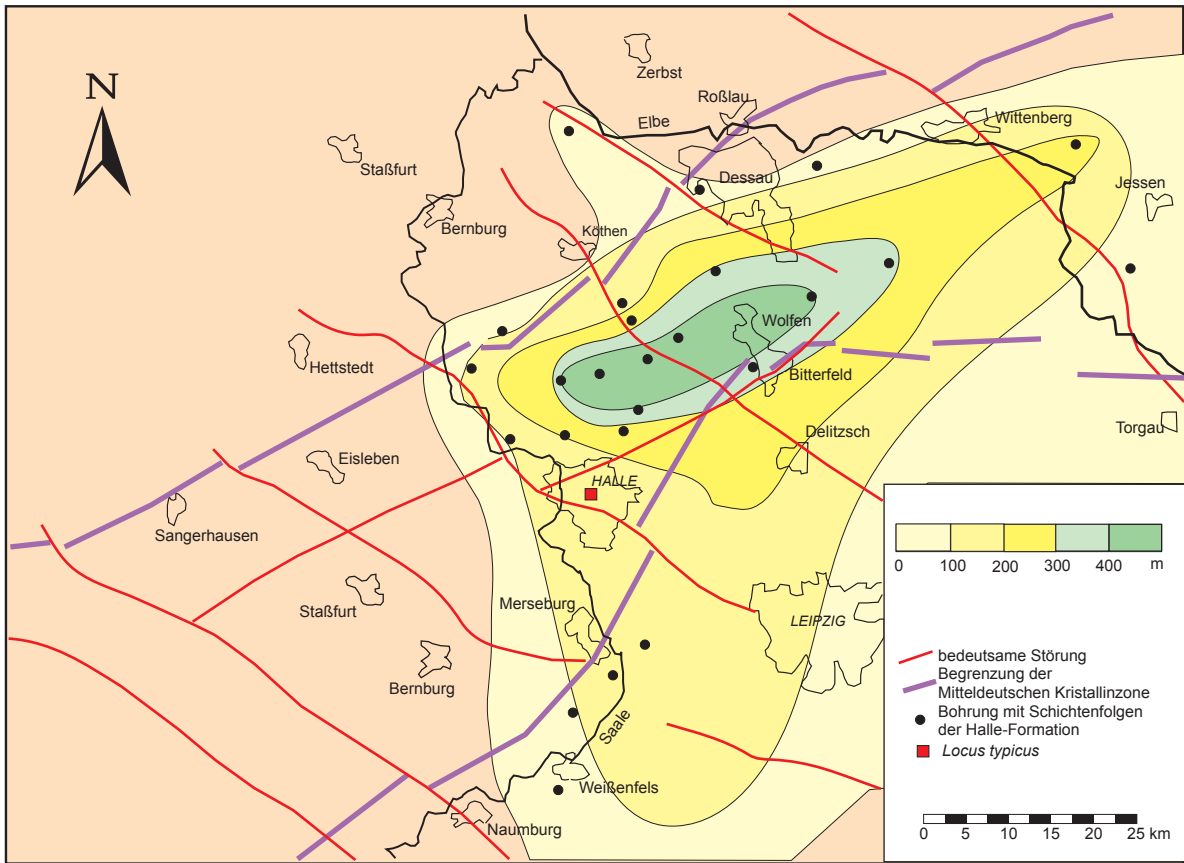 N
Zerbst
Roßlau
Elbe
Wittenberg
Staßfurt
Dessau
Jessen
Bernburg
Köthen
Wolfen
Hettstedt
Bitterfeld
Torgau
Delitzsch
Eisleben
HALLE
Sangerhausen
Staßfurt
Merseburg
LEIPZIG
Bernburg
Saale
Weißenfels
Naumburg
0 100 200 300 400 m
bedeutsame Störung
Begrenzung der
Mitteldeutschen Kristallinzone
Bohrung mit Schichtenfolgen
der Halle-Formation
Locus typicus
0 5 10 15 20 25 km